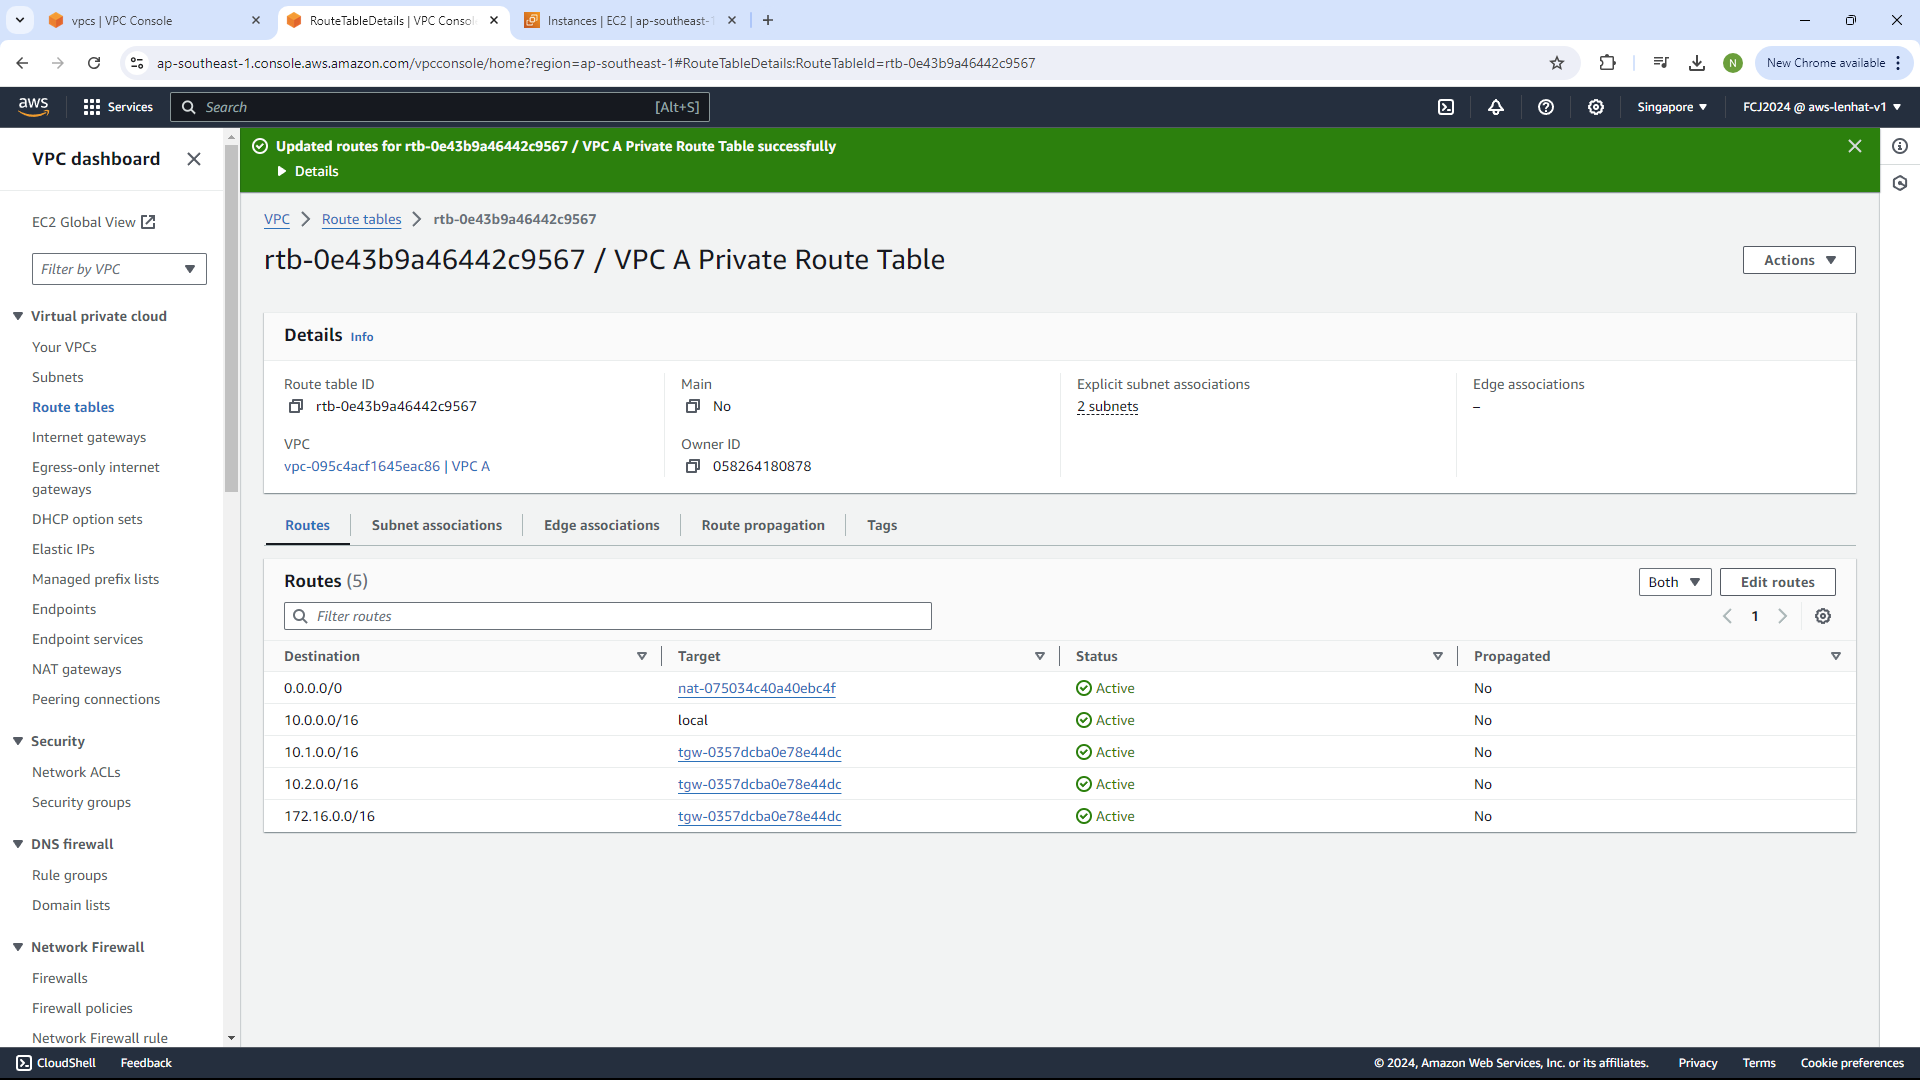 vpcs | VPC Console
RouteTableDetails | VPC Conso
Instances | EC2 | ap-southeast-
ap-southeast-1.console.aws.amazon.com/vpcconsole/home?region=ap-southeast-1#RouteTableDetails:RouteTableId=rtb-0e43b9a46442c9567
N
New Chrome available
aws
Services
Search
[Alt+S]
Singapore
FCJ2024 @ aws-lenhat-v1
VPC dashboard
EC2 Global View
Filter by VPC
Virtual private cloud
Your VPCs
Subnets
Route tables
Internet gateways
Egress-only internet
gateways
DHCP option sets
Elastic IPs
Managed prefix lists
Endpoints
Endpoint services
NAT gateways
Peering connections
Security
Network ACLs
Security groups
DNS firewall
Rule groups
Domain lists
Network Firewall
Firewalls
Firewall policies
Network Firewall rule
Updated routes for rtb-0e43b9a46442c9567 / VPC A Private Route Table successfully
Details
VPC
Route tables
rtb-0e43b9a46442c9567
rtb-0e43b9a46442c9567 / VPC A Private Route Table
Actions
Details Info
Route table ID
rtb-0e43b9a46442c9567
Main
No
Explicit subnet associations
2 subnets
Edge associations
–
VPC
vpc-095c4acf1645eac86 | VPC A
Owner ID
058264180878
Routes
Subnet associations
Edge associations
Route propagation
Tags
Routes (5)
Both
Edit routes
Filter routes
1
Destination Target Status Propagated
0.0.0.0/0 nat-075034c40a40ebc4f Active No
10.0.0.0/16 local Active No
10.1.0.0/16 tgw-0357dcba0e78e44dc Active No
10.2.0.0/16 tgw-0357dcba0e78e44dc Active No
172.16.0.0/16 tgw-0357dcba0e78e44dc Active No
CloudShell
Feedback
© 2024, Amazon Web Services, Inc. or its affiliates.
Privacy
Terms
Cookie preferences